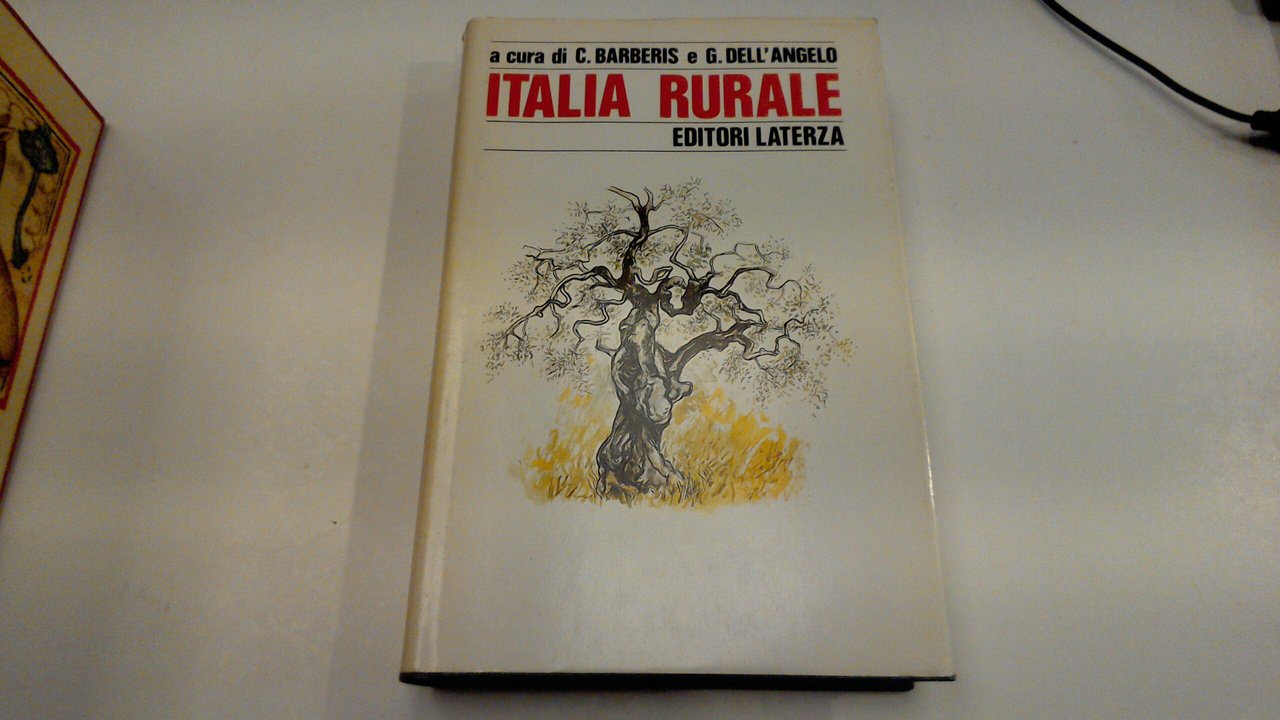 a cura di C. BARBERIS e G. DELL'ANGELO
ITALIA RURALE
EDITORI LATERZA